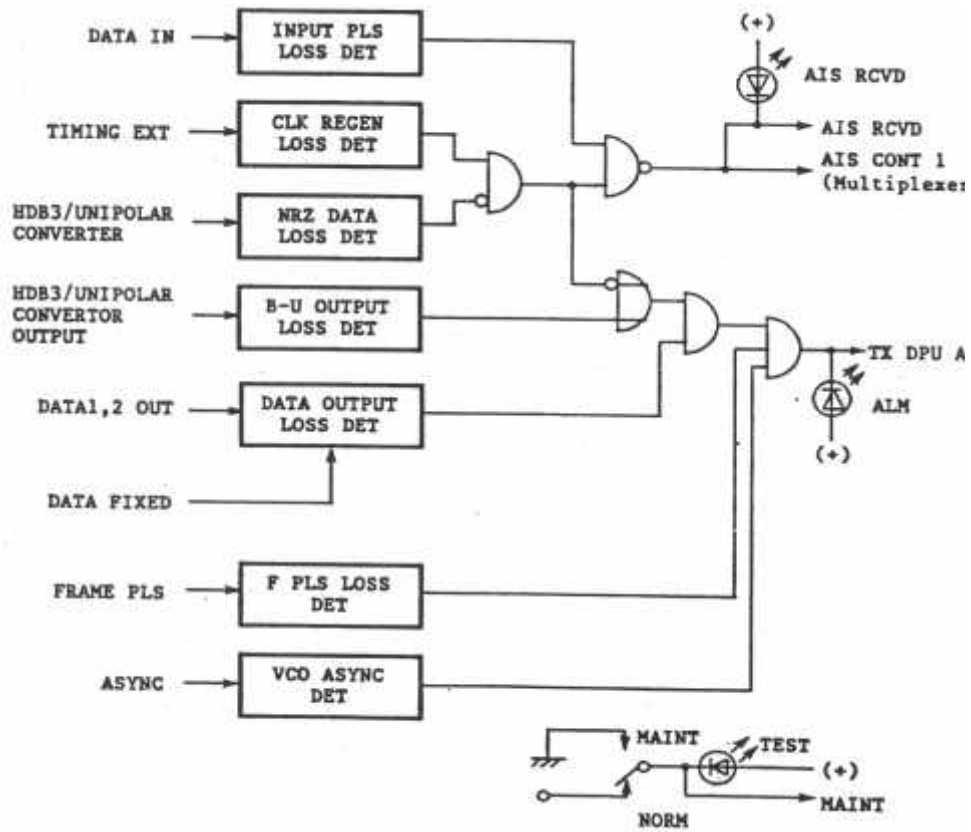 DATA IN
INPUT PLS
LOSS DET
(+)
AIS RCVD
TIMING EXT
CLK REGEN
LOSS DET
AIS RCVD
AIS CONT 1
(Multiplexer
HDB3/UNIPOLAR
CONVERTER
NRZ DATA
LOSS DET
HDB3/UNIPOLAR
CONVERTOR
OUTPUT
B-U OUTPUT
LOSS DET
TX DPU A
DATA1,2 OUT
DATA OUTPUT
LOSS DET
ALM
(+)
DATA FIXED
FRAME PLS
F PLS LOSS
DET
ASYNC
VCO ASYNC
DET
MAINT
TEST
(+)
MAINT
NORM